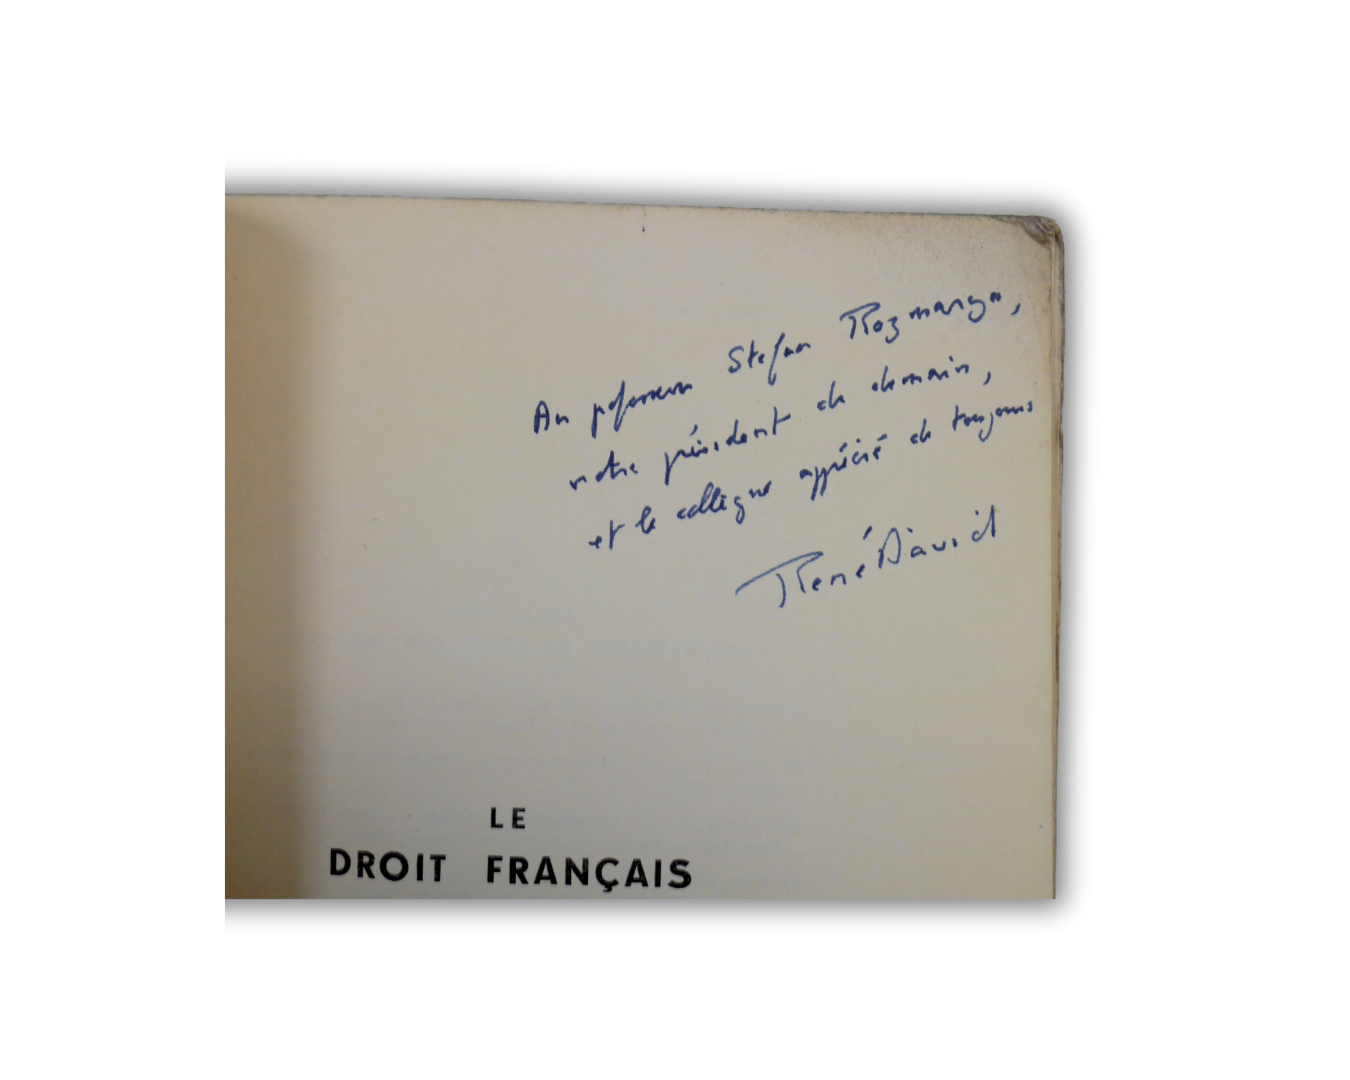 Au professeur Stefan Rozmaryn,
notre président de demain,
et le collègue apprécié de toujours
René David
LE
DROIT FRANÇAIS